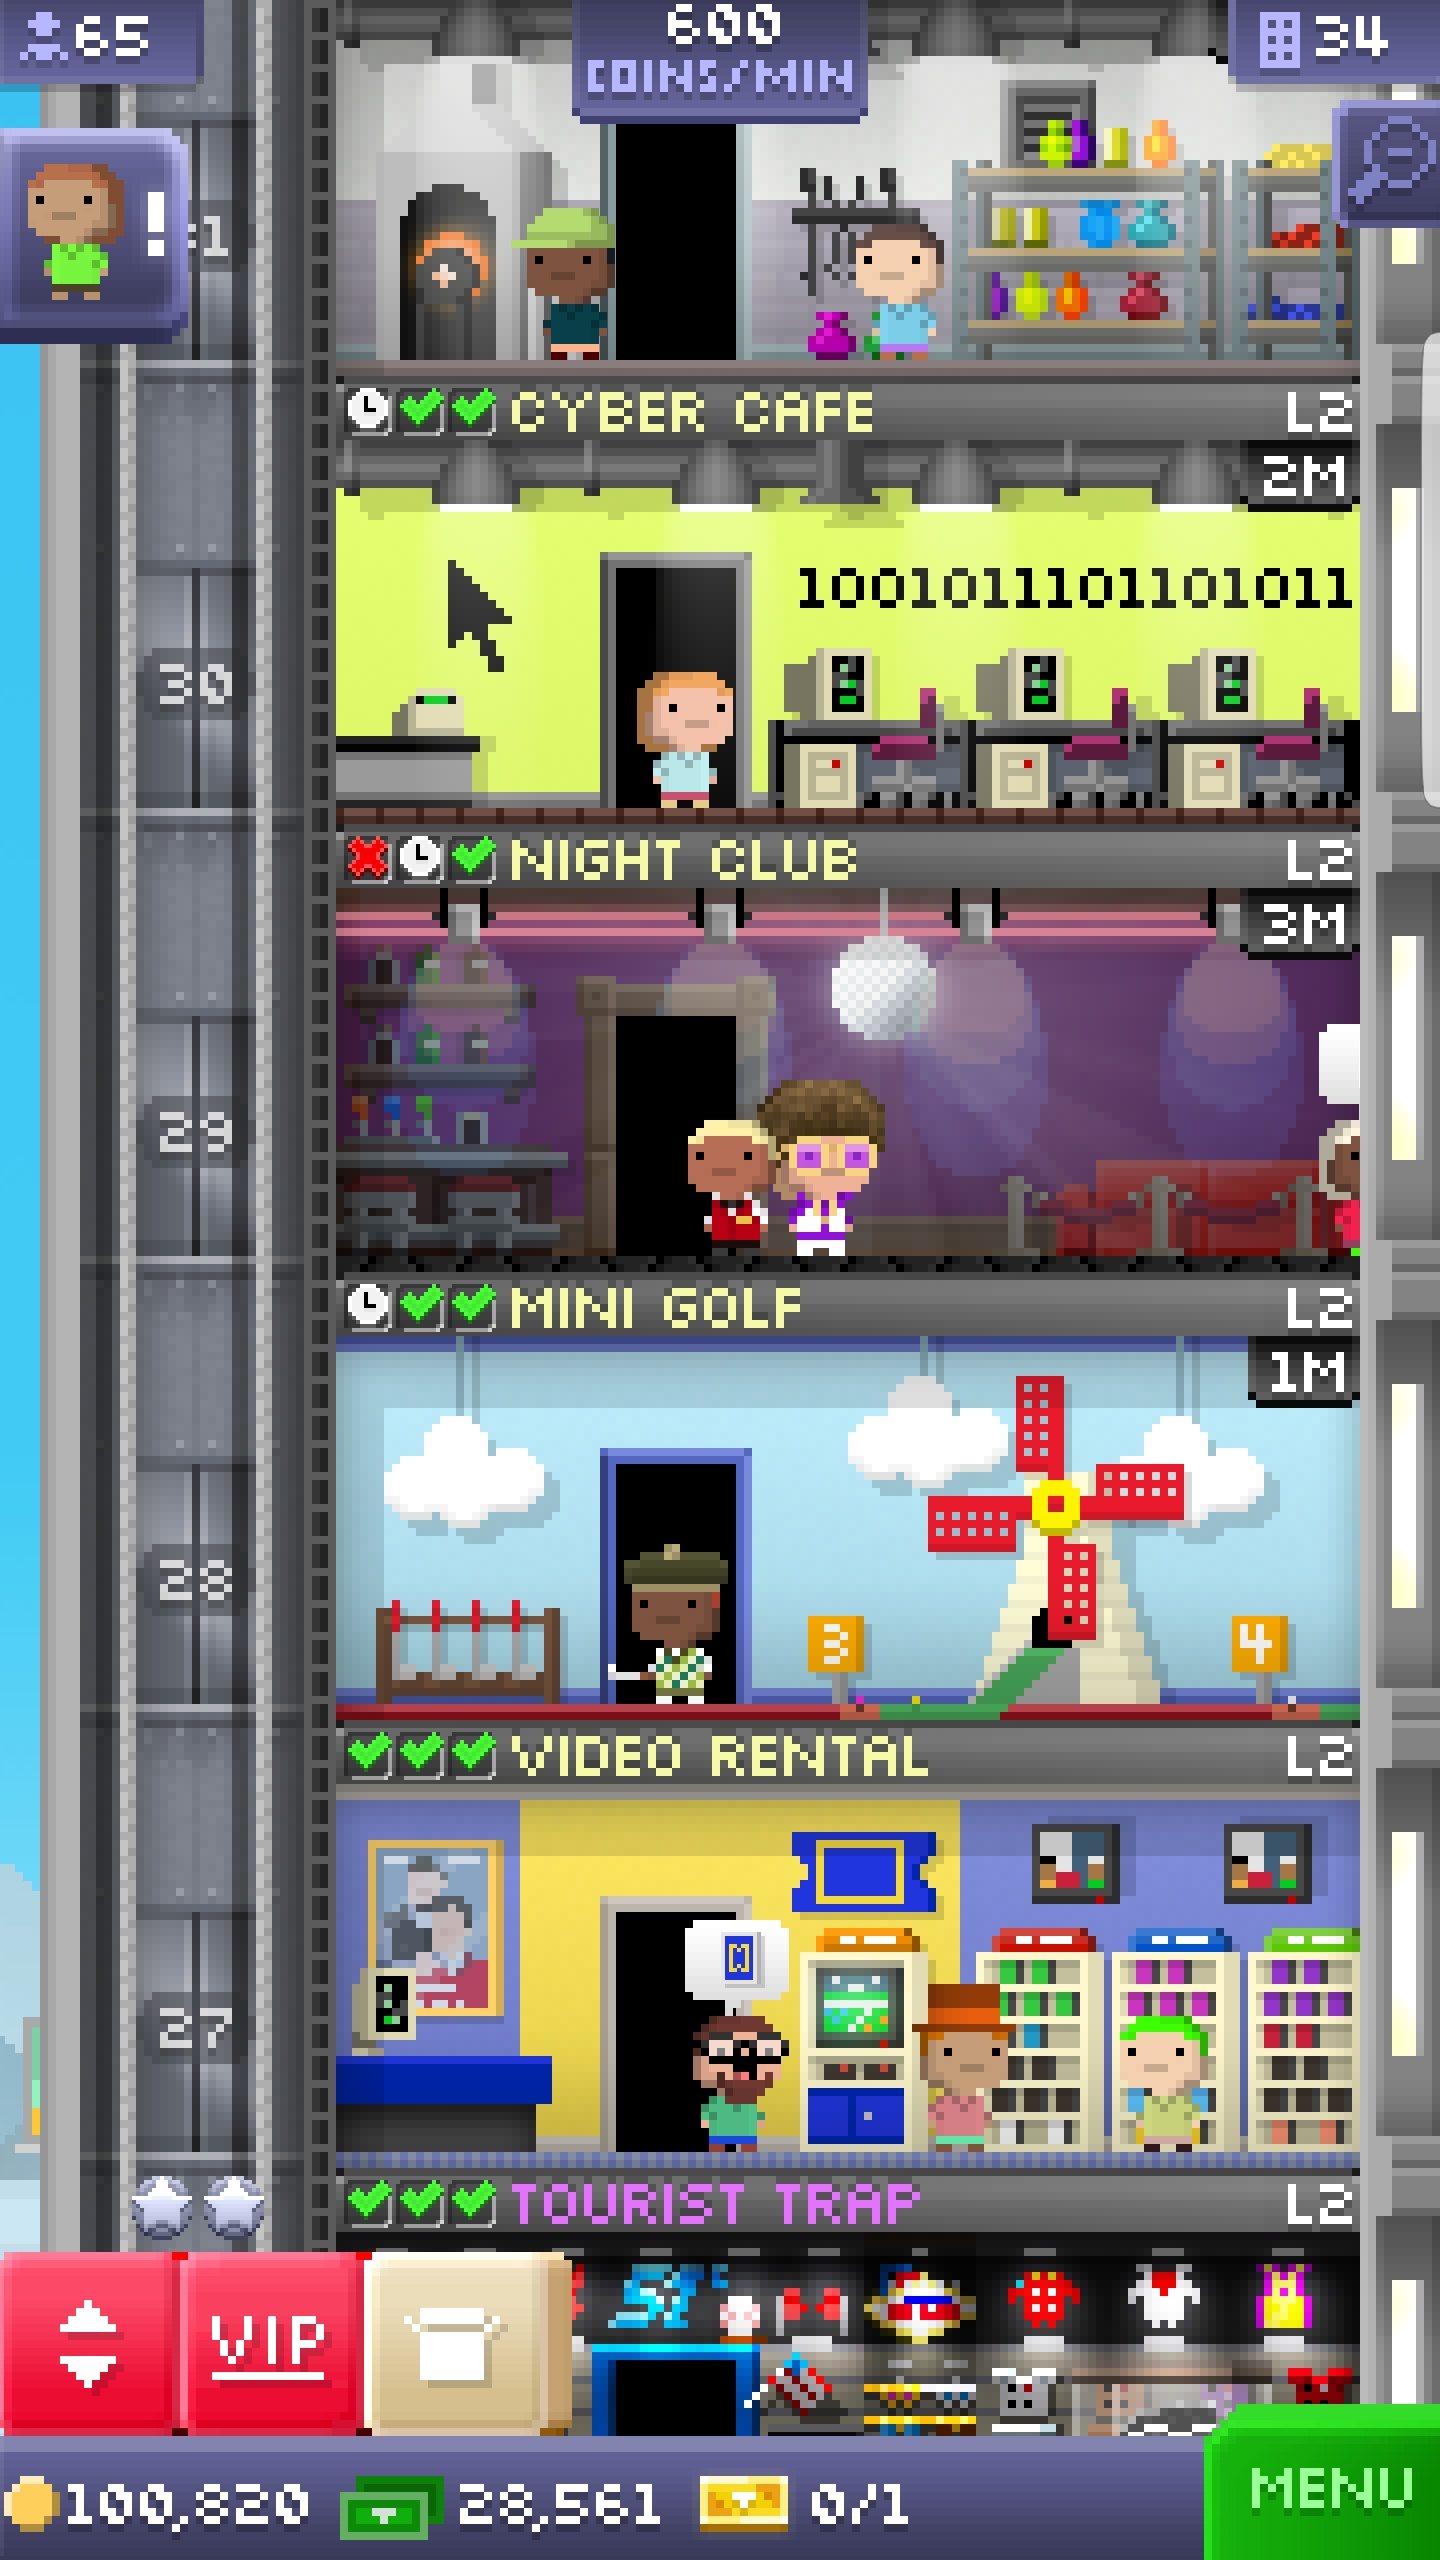 65
600
COINS/MIN
34
!
31
CYBER CAFE L2
2M
1001011101101011
30
NIGHT CLUB L2
3M
29
MINI GOLF L2
1M
3
4
28
VIDEO RENTAL L2
27
TOURIST TRAP L2
VIP
100,820 28,561 0/1
MENU